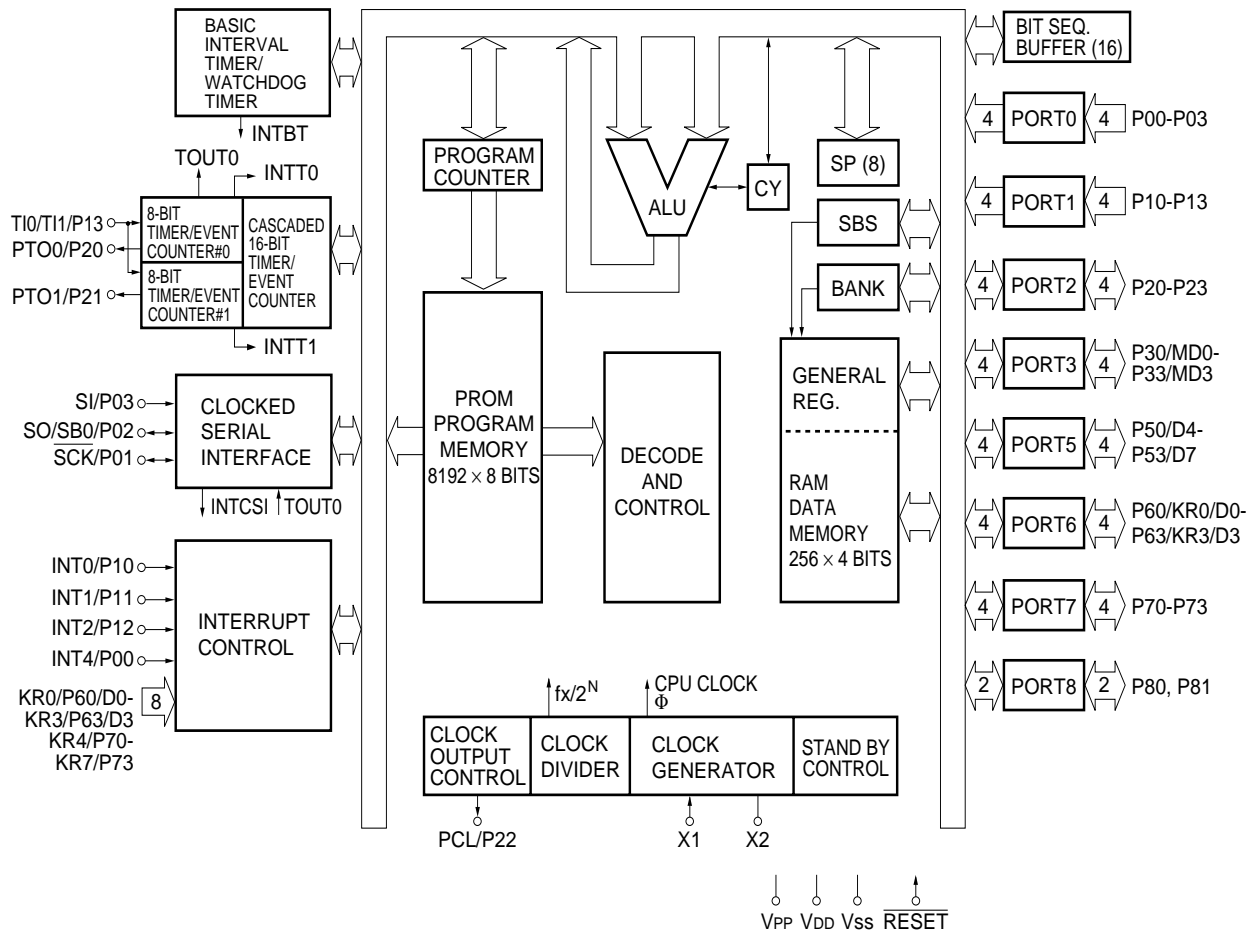 BASIC
INTERVAL
TIMER/
WATCHDOG
TIMER
INTBT
TOUT0
INTT0
TI0/TI1/P13
PTO0/P20
PTO1/P21
8-BIT
TIMER/EVENT
COUNTER#0
8-BIT
TIMER/EVENT
COUNTER#1
CASCADED
16-BIT
TIMER/
EVENT
COUNTER
INTT1
SI/P03
SO/SB0/P02
SCK/P01
CLOCKED
SERIAL
INTERFACE
INTCSI
TOUT0
INT0/P10
INT1/P11
INT2/P12
INT4/P00
KR0/P60/D0-
KR3/P63/D3
KR4/P70-
KR7/P73
8
INTERRUPT
CONTROL
PROGRAM
COUNTER
ALU
CY
SP (8)
SBS
BANK
PROM
PROGRAM
MEMORY
8192 × 8 BITS
DECODE
AND
CONTROL
GENERAL
REG.
RAM
DATA
MEMORY
256 × 4 BITS
fx/2N
CPU CLOCK
Φ
CLOCK
OUTPUT
CONTROL
CLOCK
DIVIDER
CLOCK
GENERATOR
STAND BY
CONTROL
PCL/P22
X1
X2
VPP VDD VSS RESET
BIT SEQ.
BUFFER (16)
4 PORT0 4 P00-P03
4 PORT1 4 P10-P13
4 PORT2 4 P20-P23
4 PORT3 4 P30/MD0-
P33/MD3
4 PORT5 4 P50/D4-
P53/D7
4 PORT6 4 P60/KR0/D0-
P63/KR3/D3
4 PORT7 4 P70-P73
2 PORT8 2 P80, P81